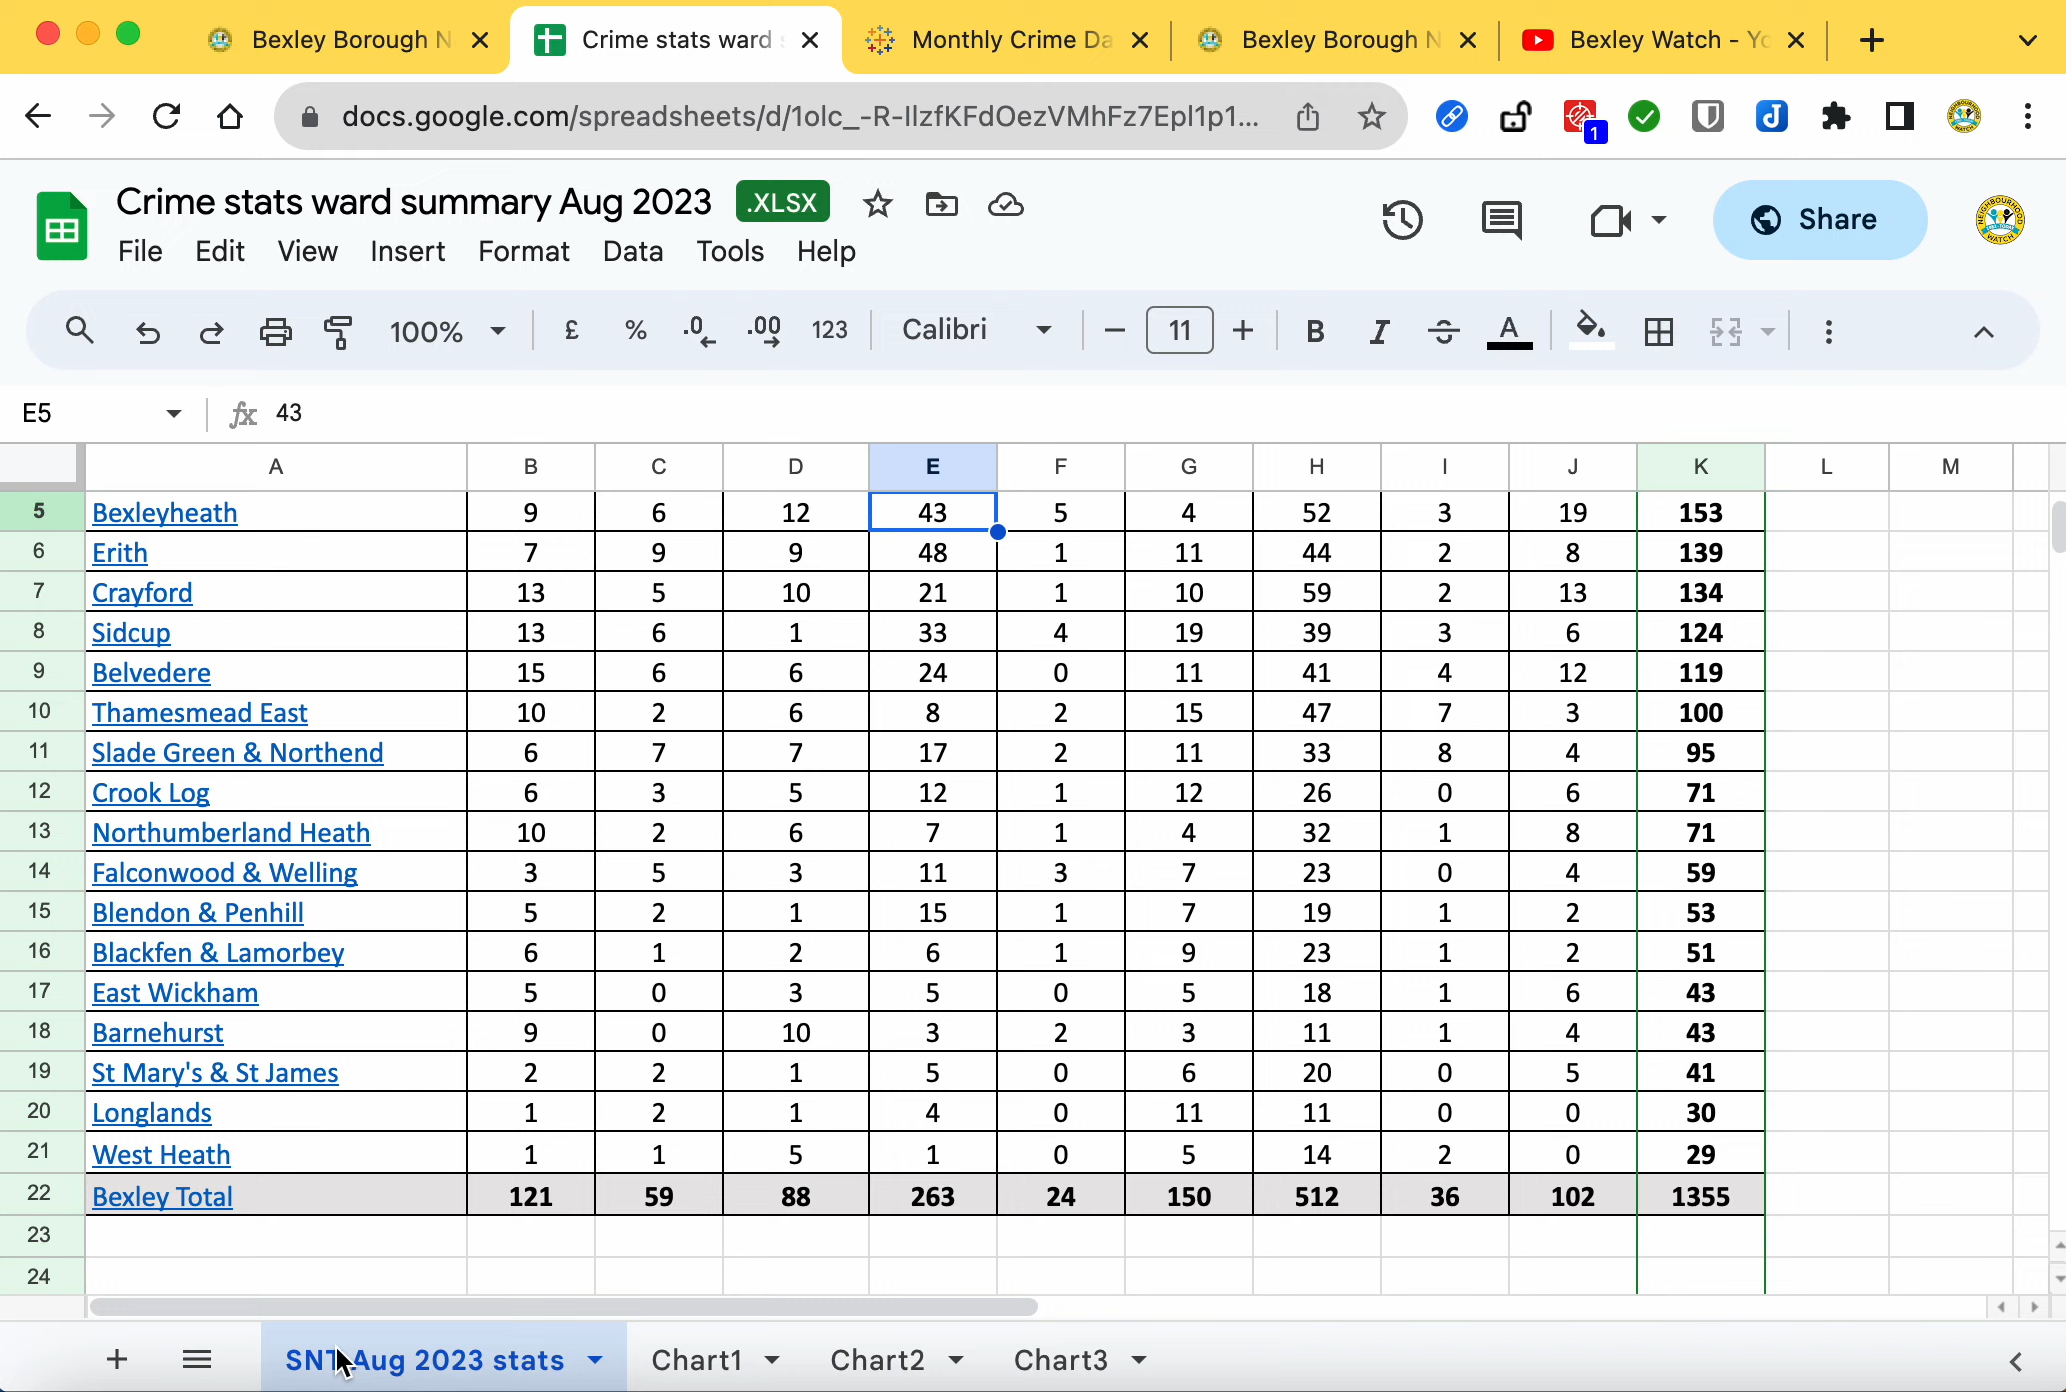 Bexley Borough N
Crime stats ward s
Monthly Crime Da
Bexley Borough N
Bexley Watch - Yo
docs.google.com/spreadsheets/d/1olc_-R-IlzfKFdOezVMhFz7Epl1p1...
1
Crime stats ward summary Aug 2023 .XLSX
File Edit View Insert Format Data Tools Help
Share
100% £ % .0 .00 123 Calibri 11 B I A
E5 fx 43
A B C D E F G H I J K L M
5 Bexleyheath 9 6 12 43 5 4 52 3 19 153
6 Erith 7 9 9 48 1 11 44 2 8 139
7 Crayford 13 5 10 21 1 10 59 2 13 134
8 Sidcup 13 6 1 33 4 19 39 3 6 124
9 Belvedere 15 6 6 24 0 11 41 4 12 119
10 Thamesmead East 10 2 6 8 2 15 47 7 3 100
11 Slade Green & Northend 6 7 7 17 2 11 33 8 4 95
12 Crook Log 6 3 5 12 1 12 26 0 6 71
13 Northumberland Heath 10 2 6 7 1 4 32 1 8 71
14 Falconwood & Welling 3 5 3 11 3 7 23 0 4 59
15 Blendon & Penhill 5 2 1 15 1 7 19 1 2 53
16 Blackfen & Lamorbey 6 1 2 6 1 9 23 1 2 51
17 East Wickham 5 0 3 5 0 5 18 1 6 43
18 Barnehurst 9 0 10 3 2 3 11 1 4 43
19 St Mary's & St James 2 2 1 5 0 6 20 0 5 41
20 Longlands 1 2 1 4 0 11 11 0 0 30
21 West Heath 1 1 5 1 0 5 14 2 0 29
22 Bexley Total 121 59 88 263 24 150 512 36 102 1355
23
24
SNT Aug 2023 stats Chart1 Chart2 Chart3